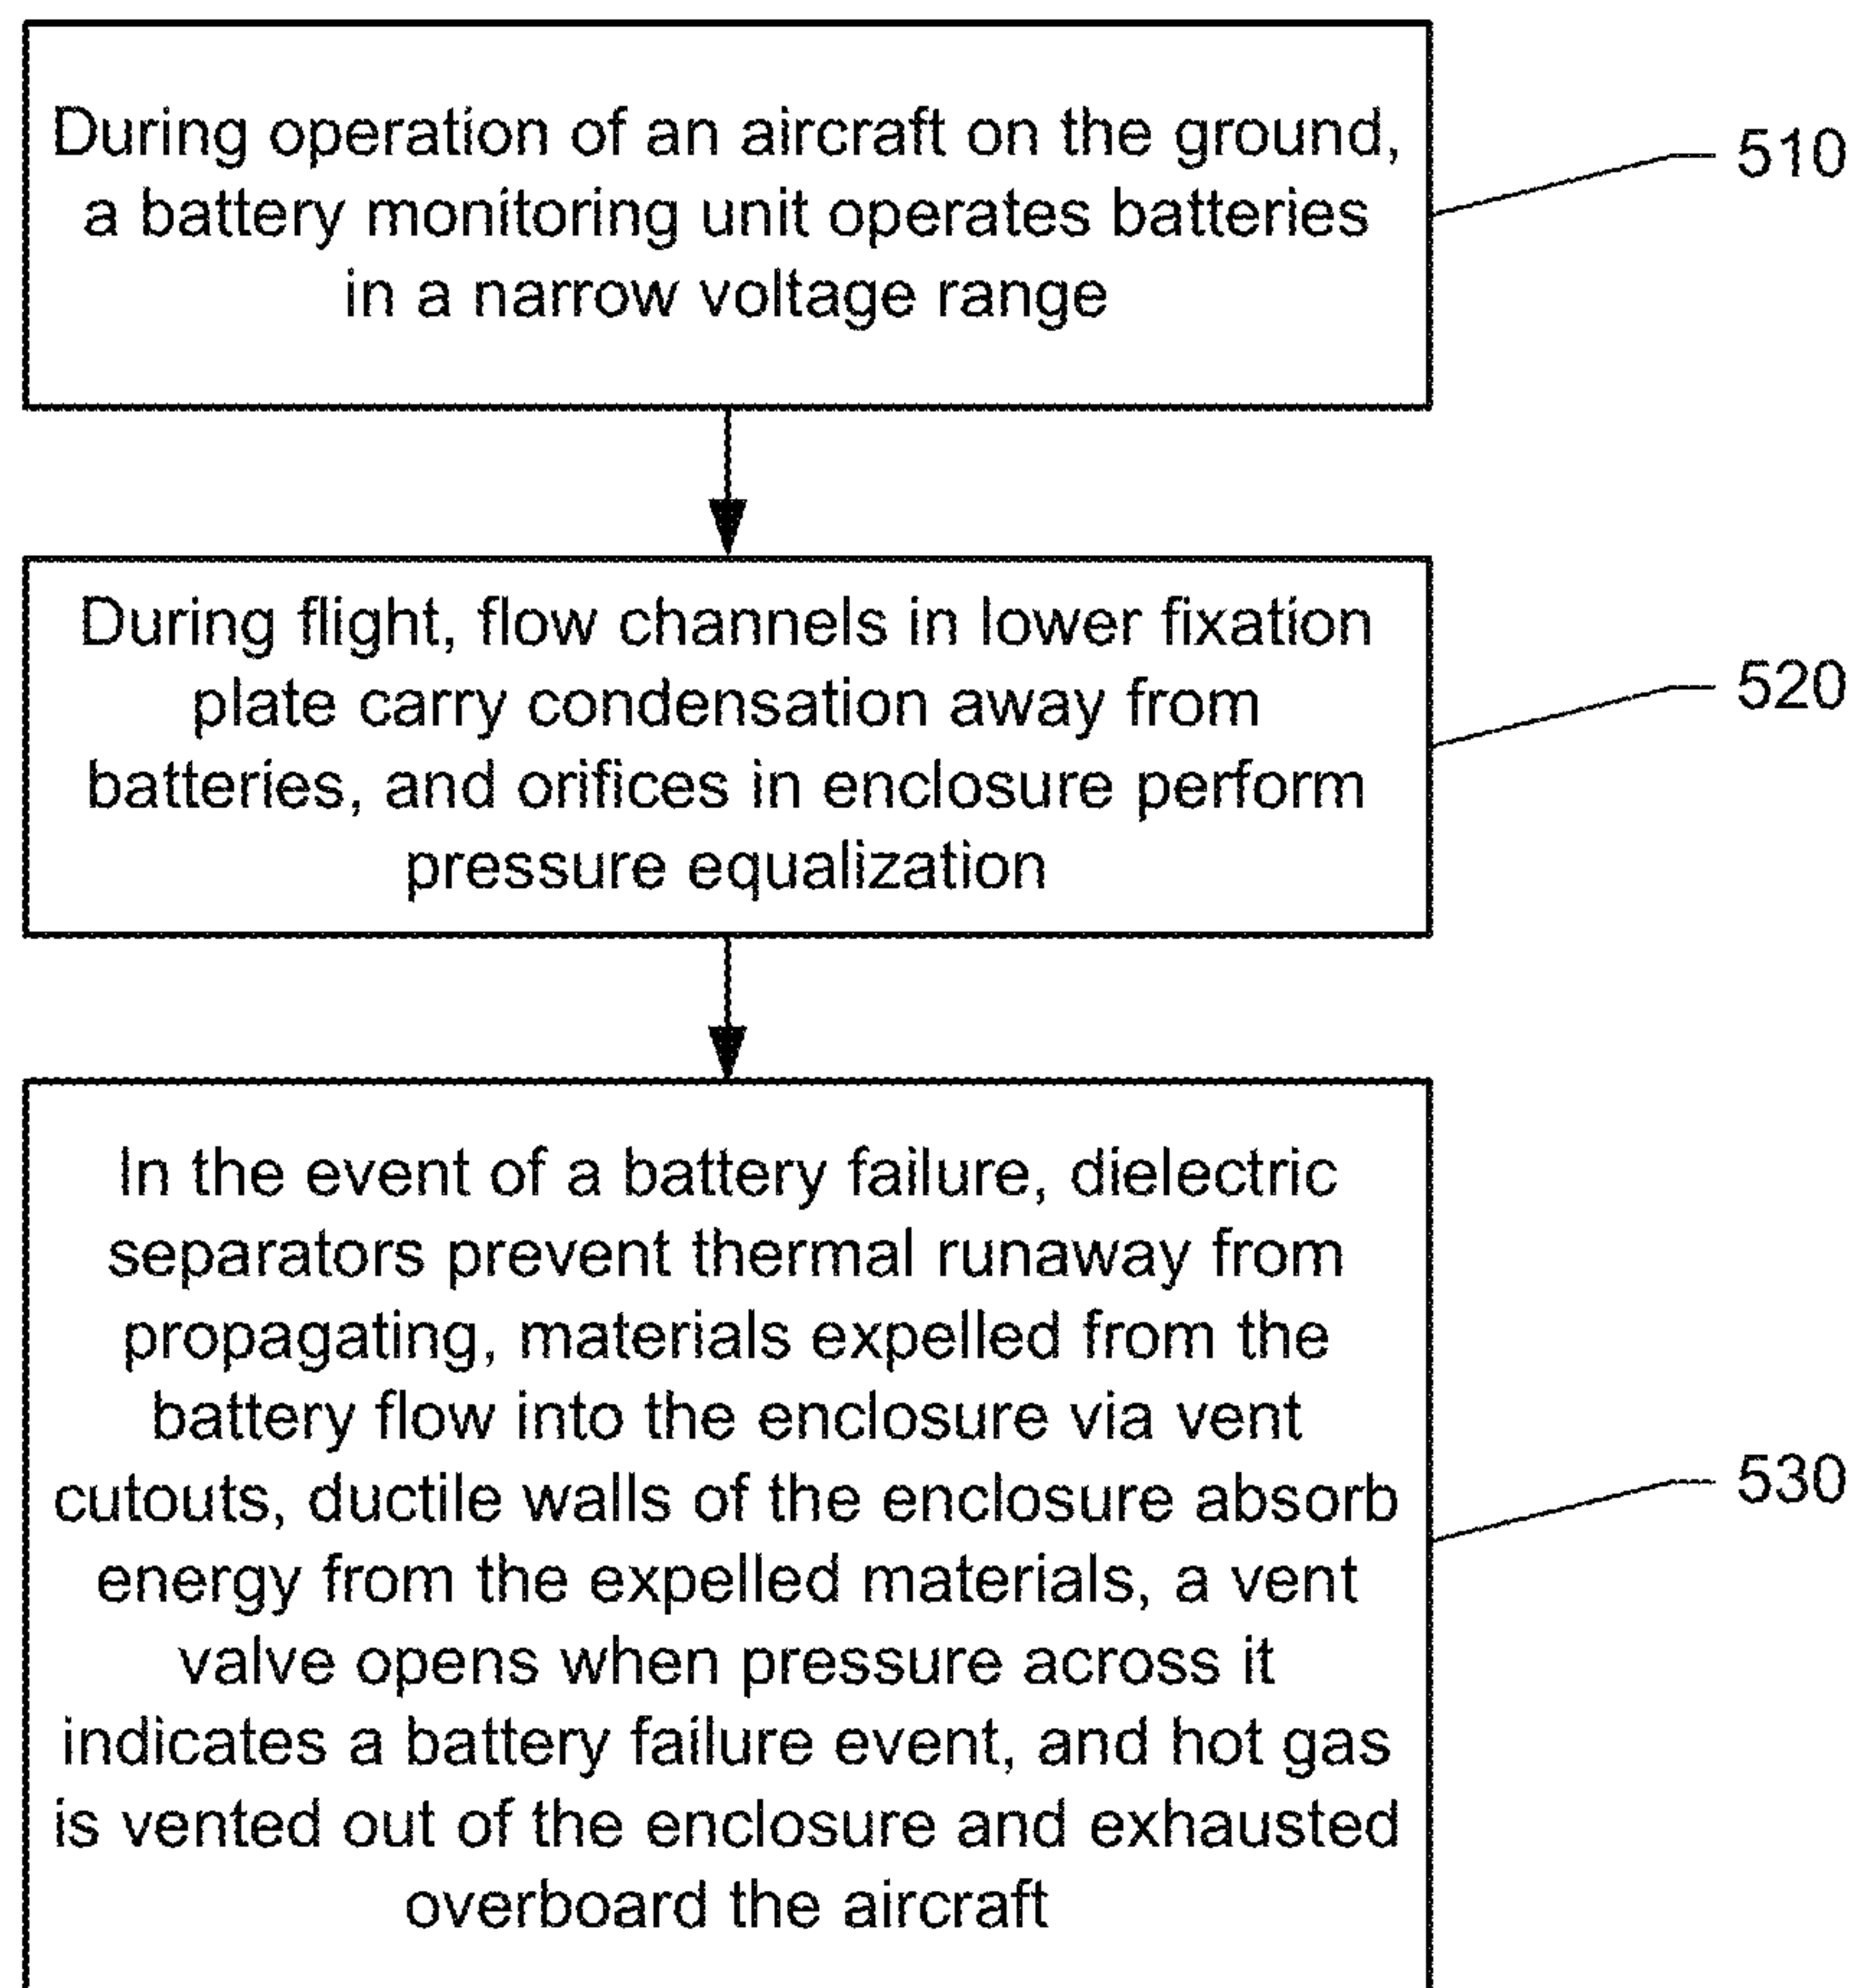 During operation of an aircraft on the ground,
a battery monitoring unit operates batteries
in a narrow voltage range
510
During flight, flow channels in lower fixation
plate carry condensation away from
batteries, and orifices in enclosure perform
pressure equalization
520
In the event of a battery failure, dielectric
separators prevent thermal runaway from
propagating, materials expelled from the
battery flow into the enclosure via vent
cutouts, ductile walls of the enclosure absorb
energy from the expelled materials, a vent
valve opens when pressure across it
indicates a battery failure event, and hot gas
is vented out of the enclosure and exhausted
overboard the aircraft
530